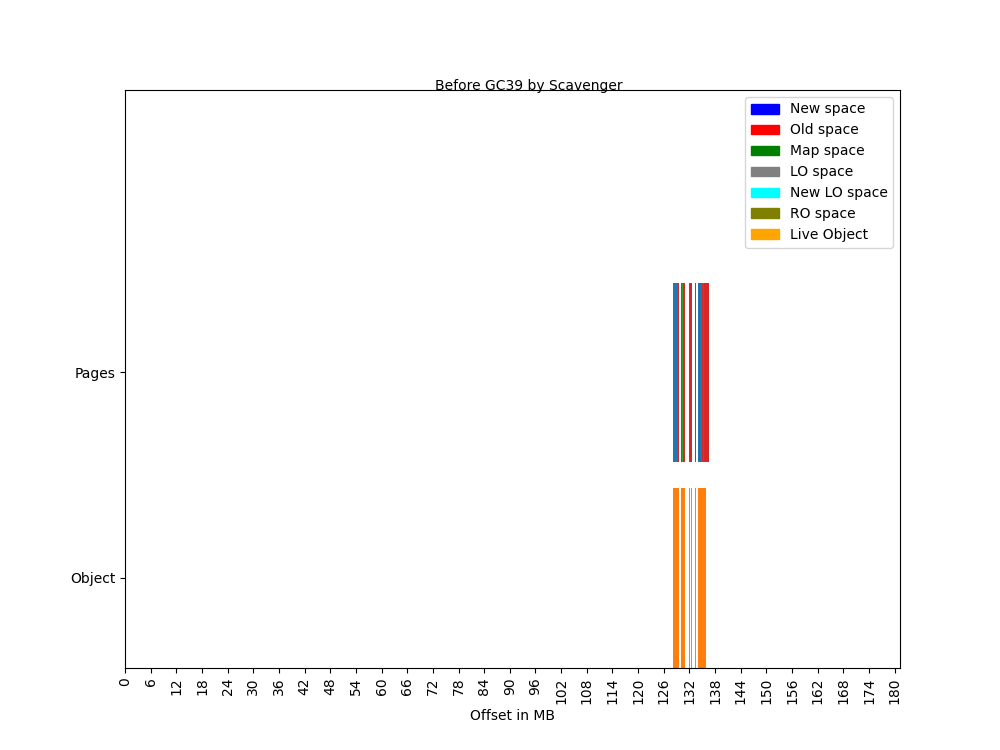 Before GC39 by Scavenger
New space
Old space
Map space
LO space
New LO space
RO space
Live Object
Pages
Object
0 6 12 18 24 30 36 42 48 54 60 66 72 78 84 90 96 102 108 114 120 126 132 138 144 150 156 162 168 174 180
Offset in MB